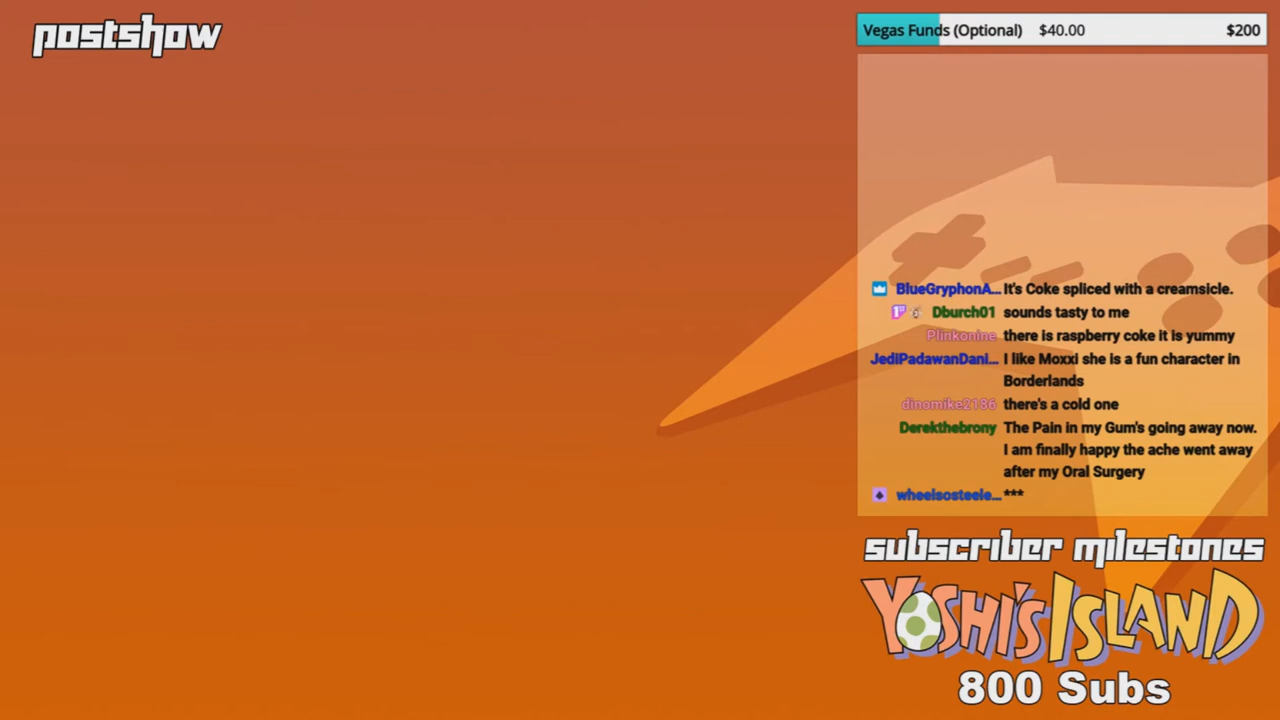 postshow
Vegas Funds (Optional) $40.00 $200
BlueGryphonA... It's Coke spliced with a creamsicle.
Dburch01 sounds tasty to me
Plinkonine there is raspberry coke it is yummy
JediPadawanDani... I like Moxxi she is a fun character in
Borderlands
dinomike2186 there's a cold one
Derekthebrony The Pain in my Gum's going away now.
I am finally happy the ache went away
after my Oral Surgery
wheelsosteele... ***
subscriber milestones
YOSHI'S ISLAND
800 Subs